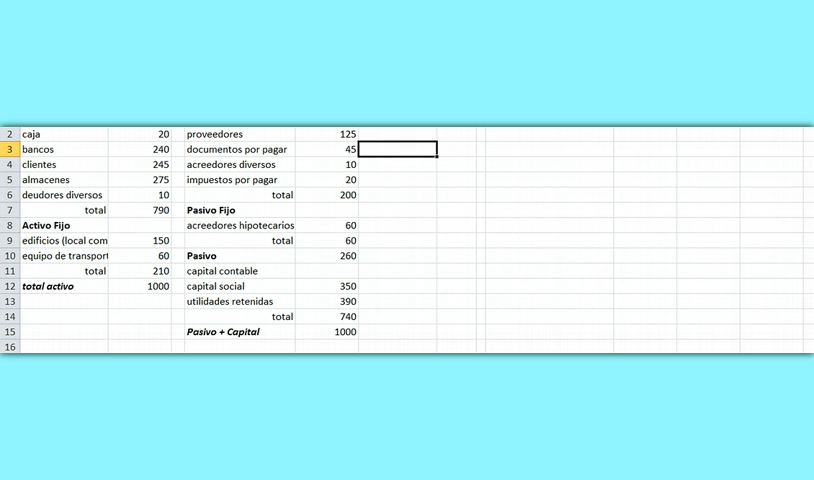 2 caja 20 proveedores 125
3 bancos 240 documentos por pagar 45
4 clientes 245 acreedores diversos 10
5 almacenes 275 impuestos por pagar 20
6 deudores diversos 10 total 200
7 total 790 Pasivo Fijo
8 Activo Fijo acreedores hipotecarios 60
9 edificios (local com 150 total 60
10 equipo de transport 60 Pasivo 260
11 total 210 capital contable
12 total activo 1000 capital social 350
13 utilidades retenidas 390
14 total 740
15 Pasivo + Capital 1000
16